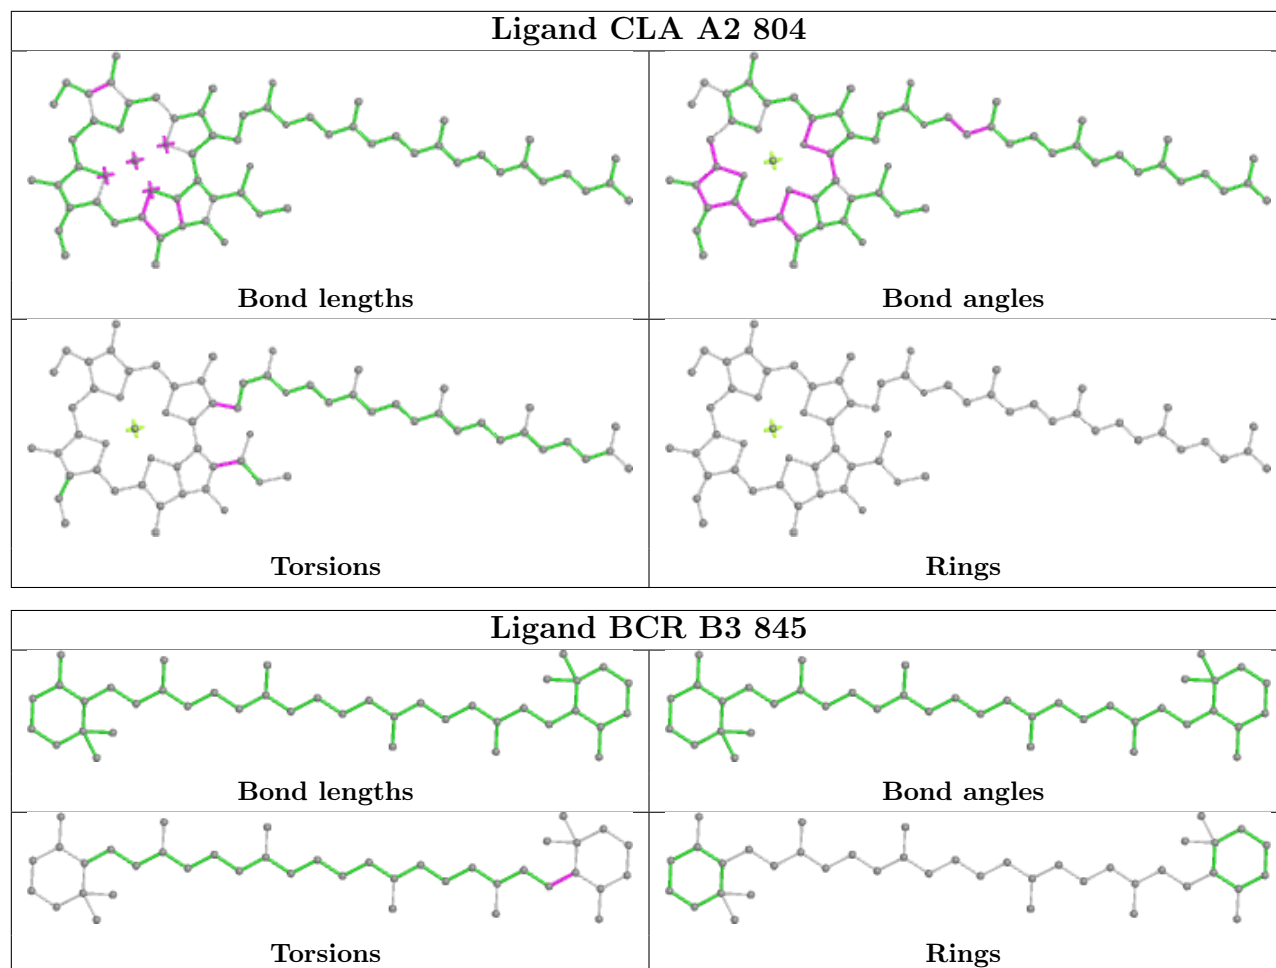 Ligand CLA A2 804
Bond lengths
Bond angles
Torsions
Rings
Ligand BCR B3 845
Bond lengths
Bond angles
Torsions
Rings